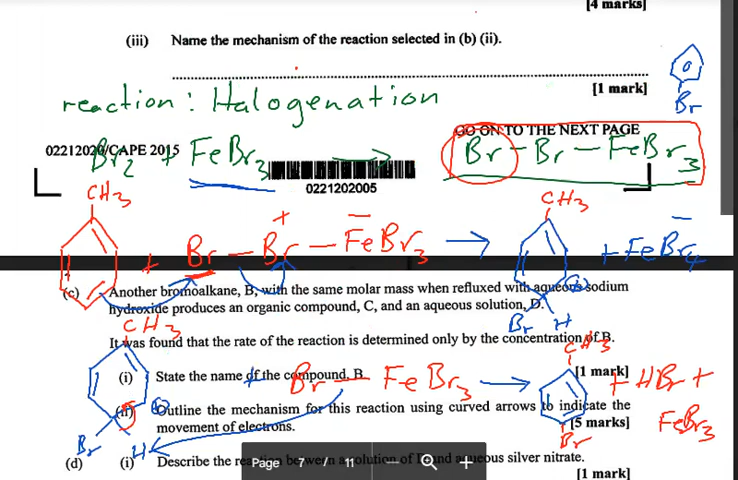 [4 marks]
(iii) Name the mechanism of the reaction selected in (b) (ii).
[1 mark]
Br
reaction: Halogenation
GO ON TO THE NEXT PAGE
02212020/CAPE 2015
Br2 + FeBr3 → Br - Br - FeBr3
0221202005
CH3 CH3
+ Br - Br+ - FeBr3− → + FeBr4−
(c) Another bromoalkane, B, with the same molar mass when refluxed with aqueous sodium
hydroxide produces an organic compound, C, and an aqueous solution, D.
Br H
CH3
It was found that the rate of the reaction is determined only by the concentration of B.
CH3
(i) State the name of the compound, B.
[1 mark]
+ Br - FeBr3 → + HBr +
FeBr3
(ii) Outline the mechanism for this reaction using curved arrows to indicate the
movement of electrons.
[5 marks]
Br H
Br
(d) (i) Describe the reaction between a solution of D and aqueous silver nitrate.
Page 7 / 11
[1 mark]